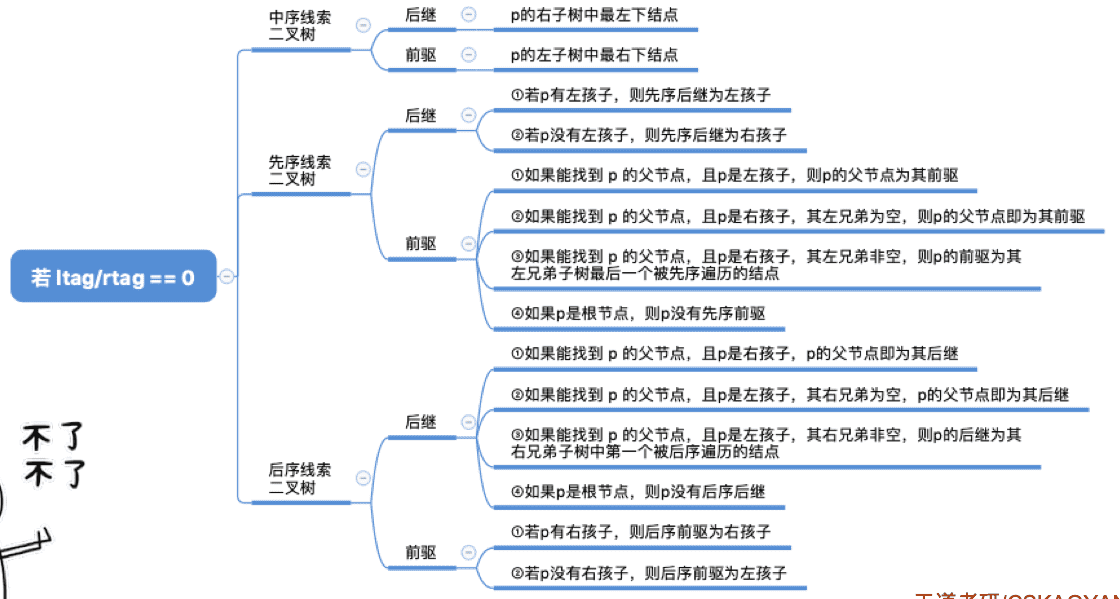 若 ltag/rtag == 0
中序线索
二叉树
后继
p的右子树中最左下结点
前驱
p的左子树中最右下结点
先序线索
二叉树
后继
①若p有左孩子，则先序后继为左孩子
②若p没有左孩子，则先序后继为右孩子
前驱
①如果能找到 p 的父节点，且p是左孩子，则p的父节点为其前驱
②如果能找到 p 的父节点，且p是右孩子，其左兄弟为空，则p的父节点即为其前驱
③如果能找到 p 的父节点，且p是右孩子，其左兄弟非空，则p的前驱为其
左兄弟子树最后一个被先序遍历的结点
④如果p是根节点，则p没有先序前驱
后序线索
二叉树
后继
①如果能找到 p 的父节点，且p是右孩子，p的父节点即为其后继
②如果能找到 p 的父节点，且p是左孩子，其右兄弟为空，p的父节点即为其后继
③如果能找到 p 的父节点，且p是左孩子，其右兄弟非空，则p的后继为其
右兄弟子树中第一个被后序遍历的结点
④如果p是根节点，则p没有后序后继
前驱
①若p有右孩子，则后序前驱为右孩子
②若p没有右孩子，则后序前驱为左孩子
不了
不了